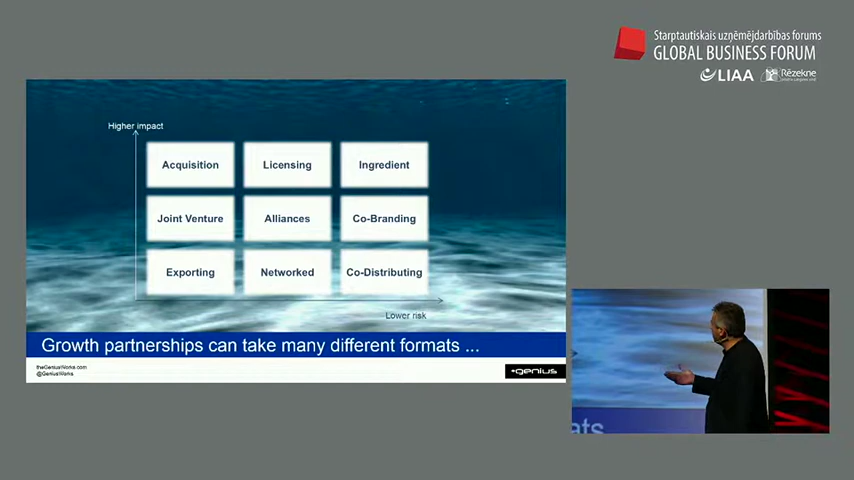 Starptautiskais uzņēmējdarbības forums
GLOBAL BUSINESS FORUM
LIAA Rēzekne
Higher impact
Acquisition Licensing Ingredient
Joint Venture Alliances Co-Branding
Exporting Networked Co-Distributing
Lower risk
Growth partnerships can take many different formats ...
theGeniusWorks.com
@GeniusWorks
genius
ats